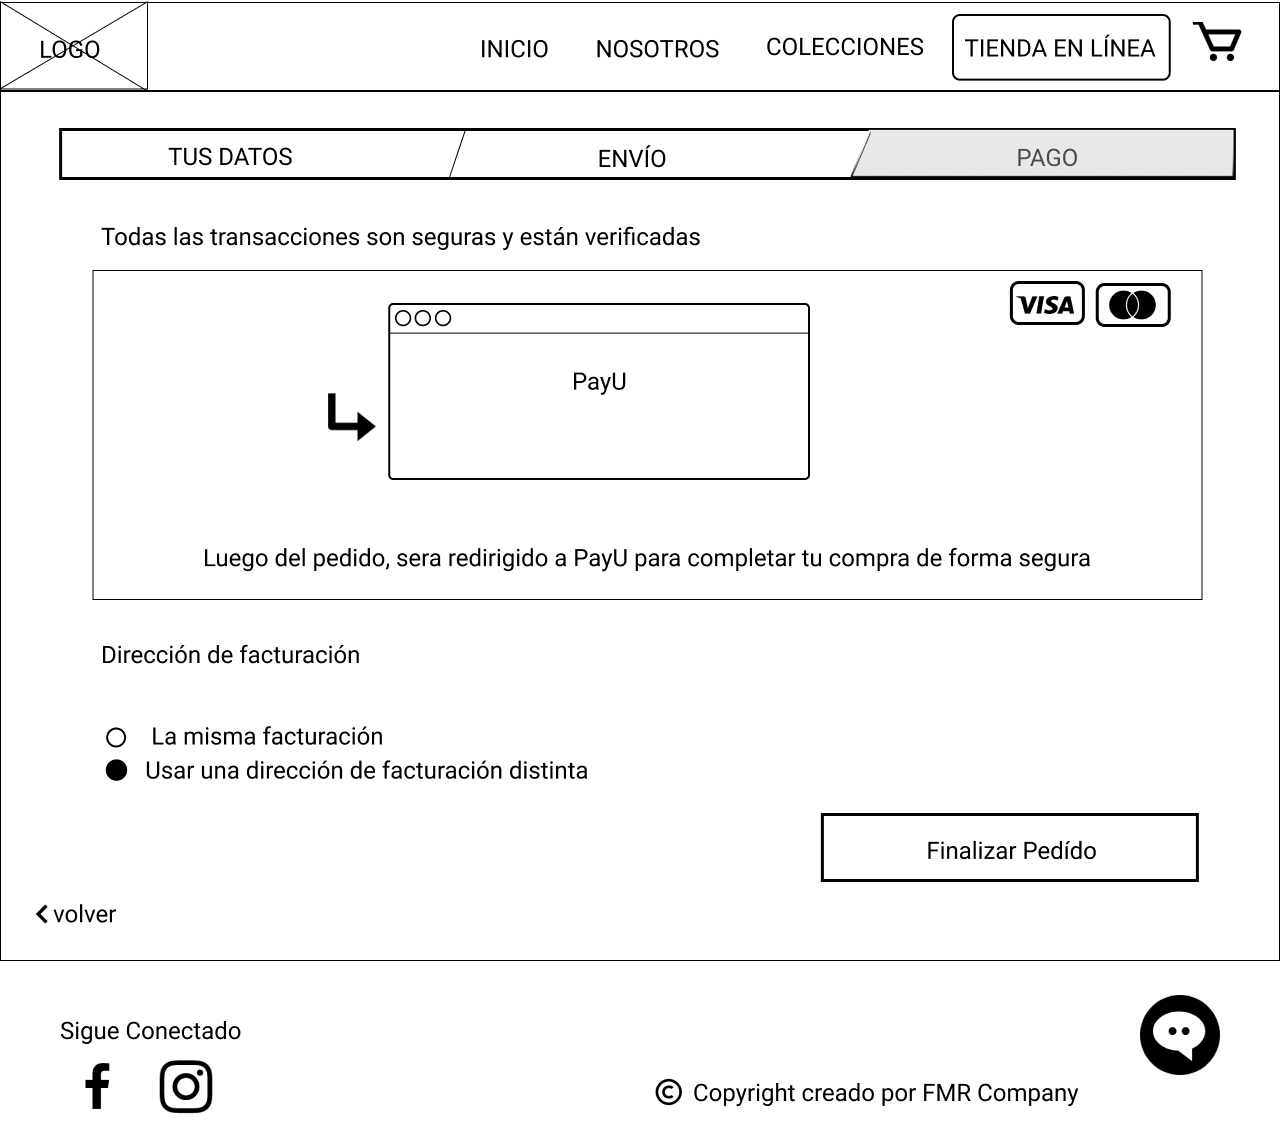 LOGO
INICIO
NOSOTROS
COLECCIONES
TIENDA EN LÍNEA
TUS DATOS
ENVÍO
PAGO
Todas las transacciones son seguras y están verificadas
VISA
PayU
Luego del pedido, sera redirigido a PayU para completar tu compra de forma segura
Dirección de facturación
La misma facturación
Usar una dirección de facturación distinta
Finalizar Pedído
volver
Sigue Conectado
© Copyright creado por FMR Company